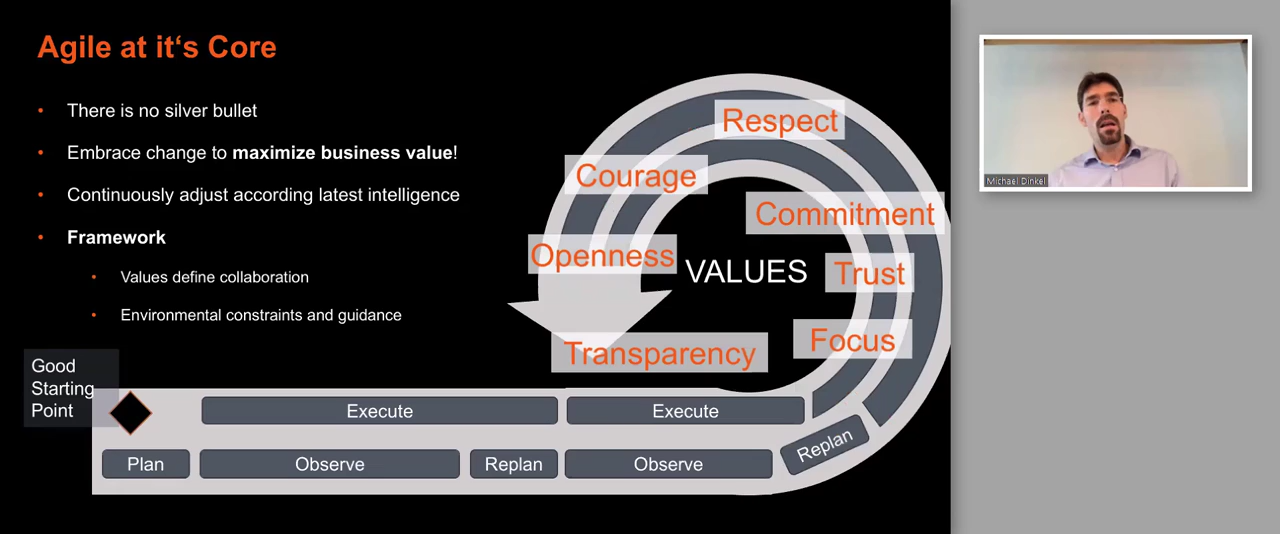 Agile at it‘s Core
• There is no silver bullet
• Embrace change to maximize business value!
• Continuously adjust according latest intelligence
• Framework
• Values define collaboration
• Environmental constraints and guidance
Respect
Courage
Commitment
Openness
VALUES
Trust
Focus
Transparency
Good
Starting
Point
Execute
Execute
Plan
Observe
Replan
Observe
Replan
Michael Dinkel